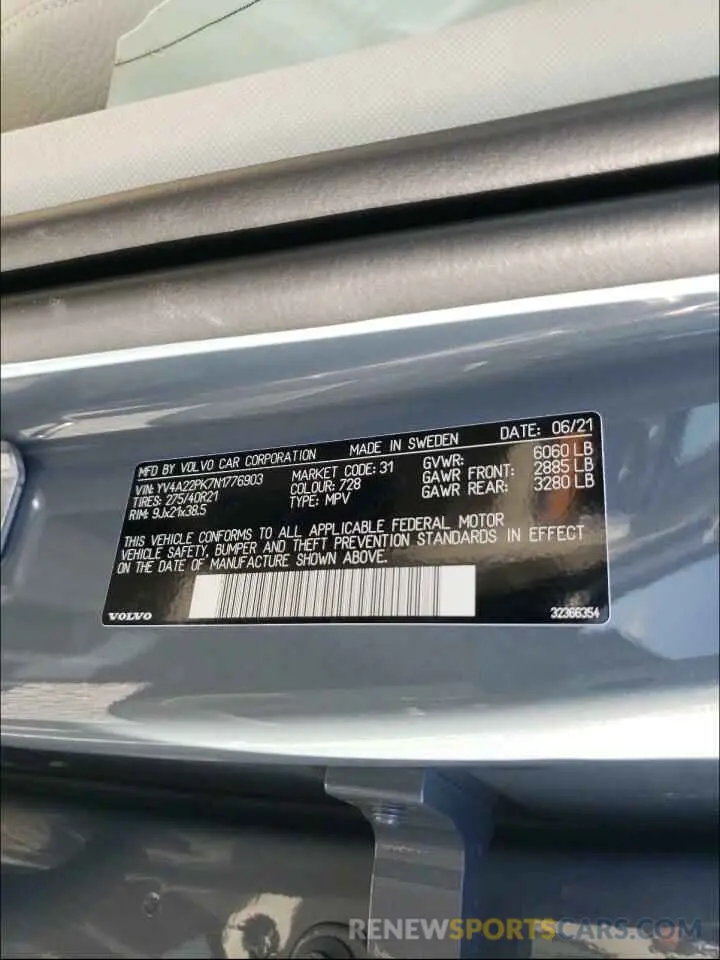 MFD BY VOLVO CAR CORPORATION MADE IN SWEDEN DATE: 06/21
VIN: YV4A22PK7N1776903 MARKET CODE: 31 GVWR: 6060 LB
TIRES: 275/40R21 COLOUR: 728 GAWR FRONT: 2885 LB
RIM: 9Jx21x38.5 TYPE: MPV GAWR REAR: 3280 LB
THIS VEHICLE CONFORMS TO ALL APPLICABLE FEDERAL MOTOR
VEHICLE SAFETY, BUMPER AND THEFT PREVENTION STANDARDS IN EFFECT
ON THE DATE OF MANUFACTURE SHOWN ABOVE.
VOLVO 32366354
RENEWSPORTSCARS.COM